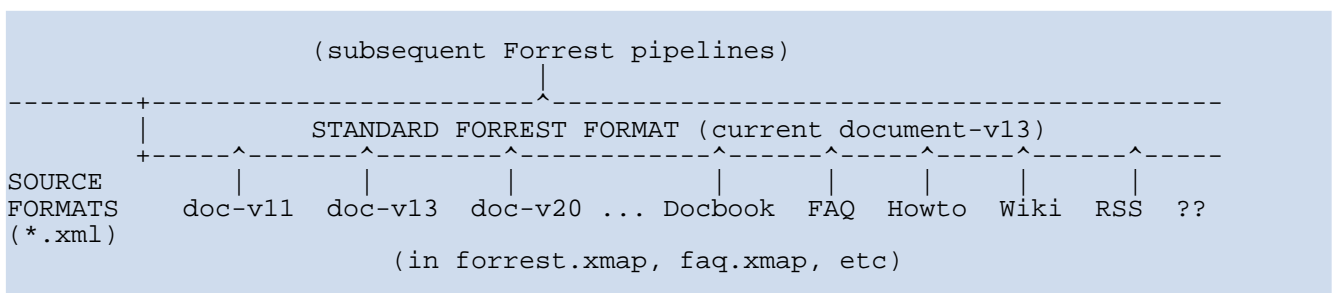 (subsequent Forrest pipelines)
|
--------+------------------------^-------------------------------------------
| STANDARD FORREST FORMAT (current document-v13)
+-----^-------^--------^------------^------^-----^-----^------^-----
SOURCE | | | | | | | |
FORMATS doc-v11 doc-v13 doc-v20 ... Docbook FAQ Howto Wiki RSS ??
(*.xml)
(in forrest.xmap, faq.xmap, etc)